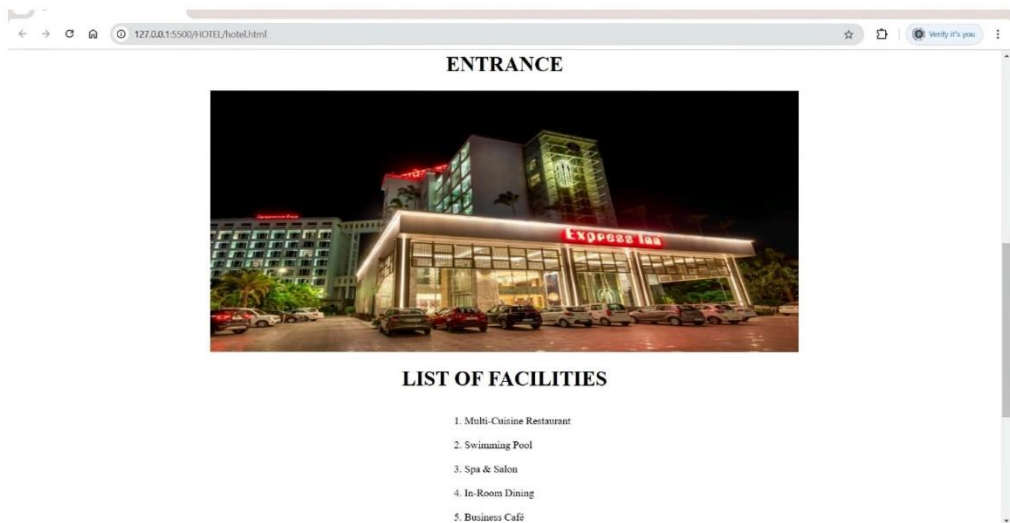 127.0.0.1:5500/HOTEL/hotel.html
Verify it's you
ENTRANCE
Express Inn
LIST OF FACILITIES
1. Multi-Cuisine Restaurant
2. Swimming Pool
3. Spa & Salon
4. In-Room Dining
5. Business Café